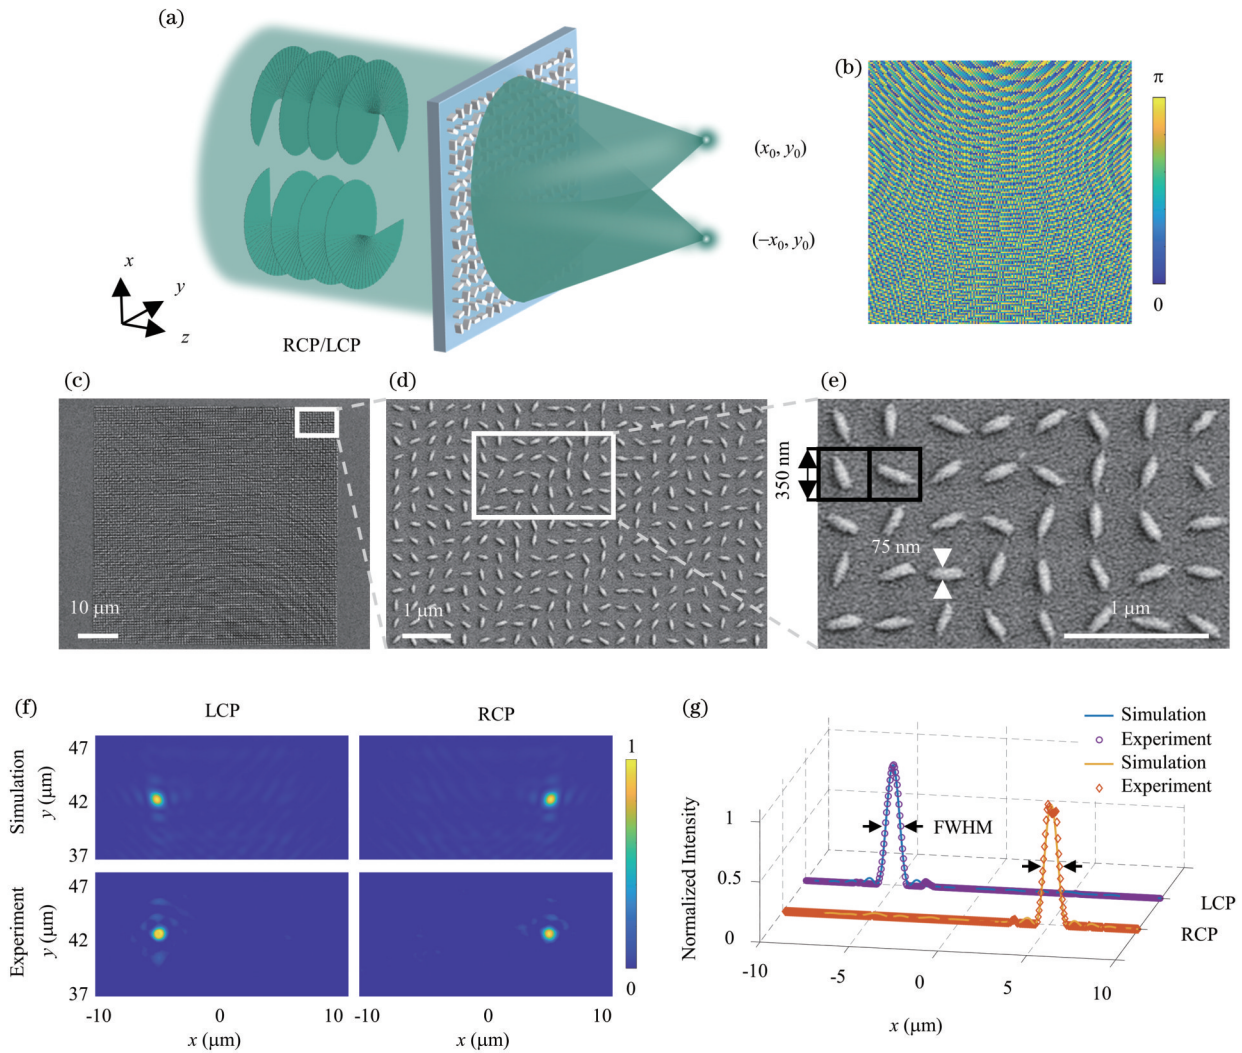 (a)
(x₀, y₀)
(−x₀, y₀)
x
y
z
RCP/LCP
(b)
π
0
(c)
10 μm
(d)
1 μm
(e)
350 nm
75 nm
1 μm
(f)
LCP
RCP
Simulation
y (μm)
47
42
37
Experiment
y (μm)
47
42
37
-10
0
10
-10
0
10
x (μm)
x (μm)
1
0
(g)
Simulation
Experiment
Simulation
Experiment
Normalized Intensity
1
0.5
0
FWHM
LCP
RCP
-10
-5
0
5
10
x (μm)